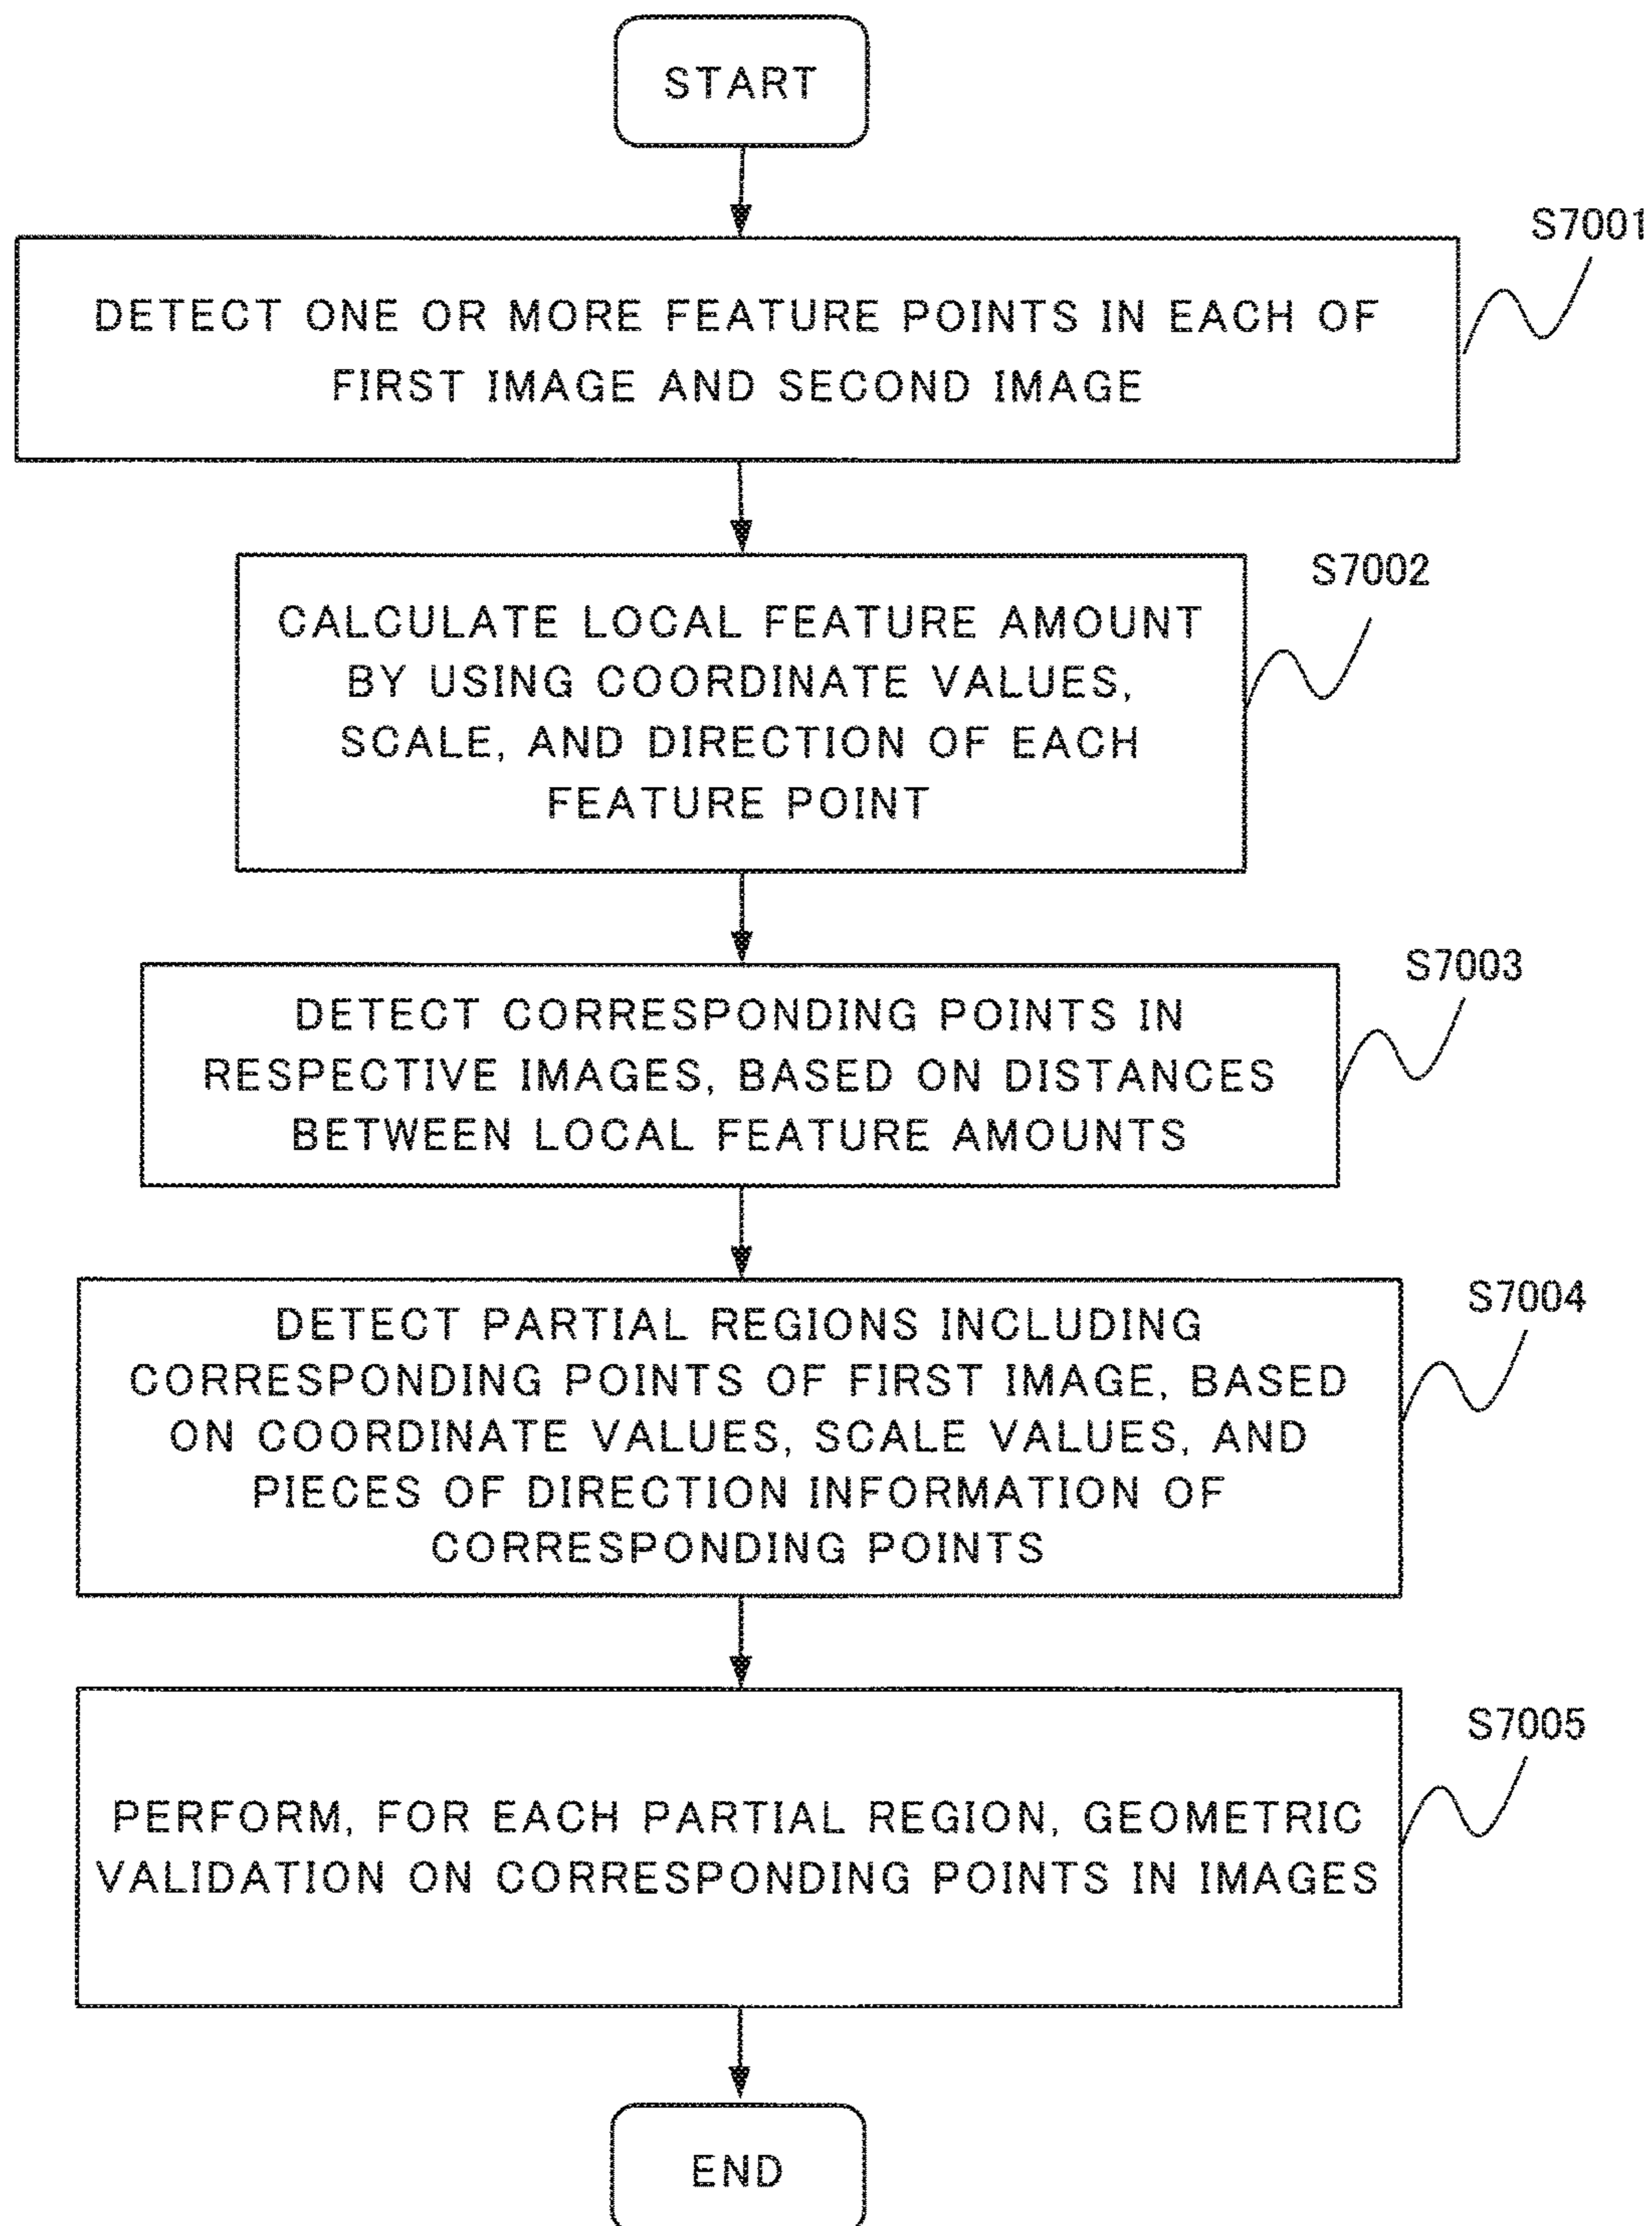 START
S7001
DETECT ONE OR MORE FEATURE POINTS IN EACH OF
FIRST IMAGE AND SECOND IMAGE
S7002
CALCULATE LOCAL FEATURE AMOUNT
BY USING COORDINATE VALUES,
SCALE, AND DIRECTION OF EACH
FEATURE POINT
S7003
DETECT CORRESPONDING POINTS IN
RESPECTIVE IMAGES, BASED ON DISTANCES
BETWEEN LOCAL FEATURE AMOUNTS
S7004
DETECT PARTIAL REGIONS INCLUDING
CORRESPONDING POINTS OF FIRST IMAGE, BASED
ON COORDINATE VALUES, SCALE VALUES, AND
PIECES OF DIRECTION INFORMATION OF
CORRESPONDING POINTS
S7005
PERFORM, FOR EACH PARTIAL REGION, GEOMETRIC
VALIDATION ON CORRESPONDING POINTS IN IMAGES
END